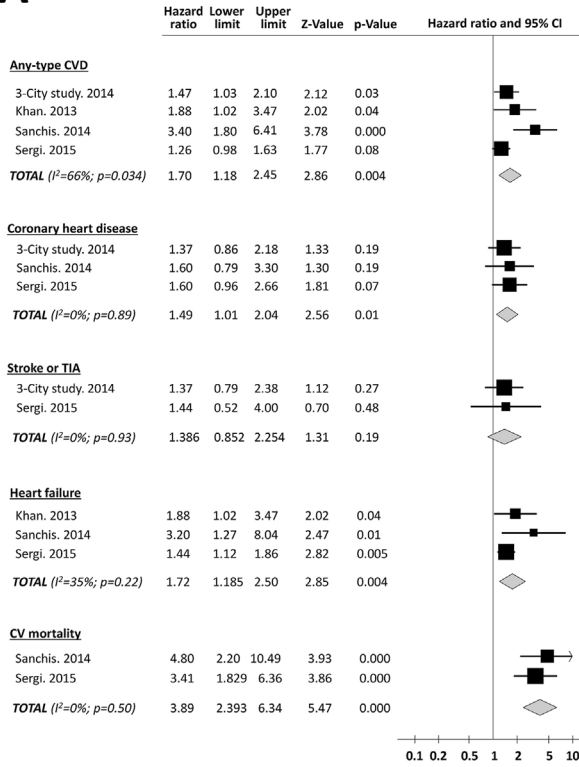 Hazard ratio Lower limit Upper limit Z-Value p-Value Hazard ratio and 95% CI
Any-type CVD
3-City study. 2014 1.47 1.03 2.10 2.12 0.03
Khan. 2013 1.88 1.02 3.47 2.02 0.04
Sanchis. 2014 3.40 1.80 6.41 3.78 0.000
Sergi. 2015 1.26 0.98 1.63 1.77 0.08
TOTAL (I²=66%; p=0.034) 1.70 1.18 2.45 2.86 0.004
Coronary heart disease
3-City study. 2014 1.37 0.86 2.18 1.33 0.19
Sanchis. 2014 1.60 0.79 3.30 1.30 0.19
Sergi. 2015 1.60 0.96 2.66 1.81 0.07
TOTAL (I²=0%; p=0.89) 1.49 1.01 2.04 2.56 0.01
Stroke or TIA
3-City study. 2014 1.37 0.79 2.38 1.12 0.27
Sergi. 2015 1.44 0.52 4.00 0.70 0.48
TOTAL (I²=0%; p=0.93) 1.386 0.852 2.254 1.31 0.19
Heart failure
Khan. 2013 1.88 1.02 3.47 2.02 0.04
Sanchis. 2014 3.20 1.27 8.04 2.47 0.01
Sergi. 2015 1.44 1.12 1.86 2.82 0.005
TOTAL (I²=35%; p=0.22) 1.72 1.185 2.50 2.85 0.004
CV mortality
Sanchis. 2014 4.80 2.20 10.49 3.93 0.000
Sergi. 2015 3.41 1.829 6.36 3.86 0.000
TOTAL (I²=0%; p=0.50) 3.89 2.393 6.34 5.47 0.000
0.1 0.2 0.5 1 2 5 10